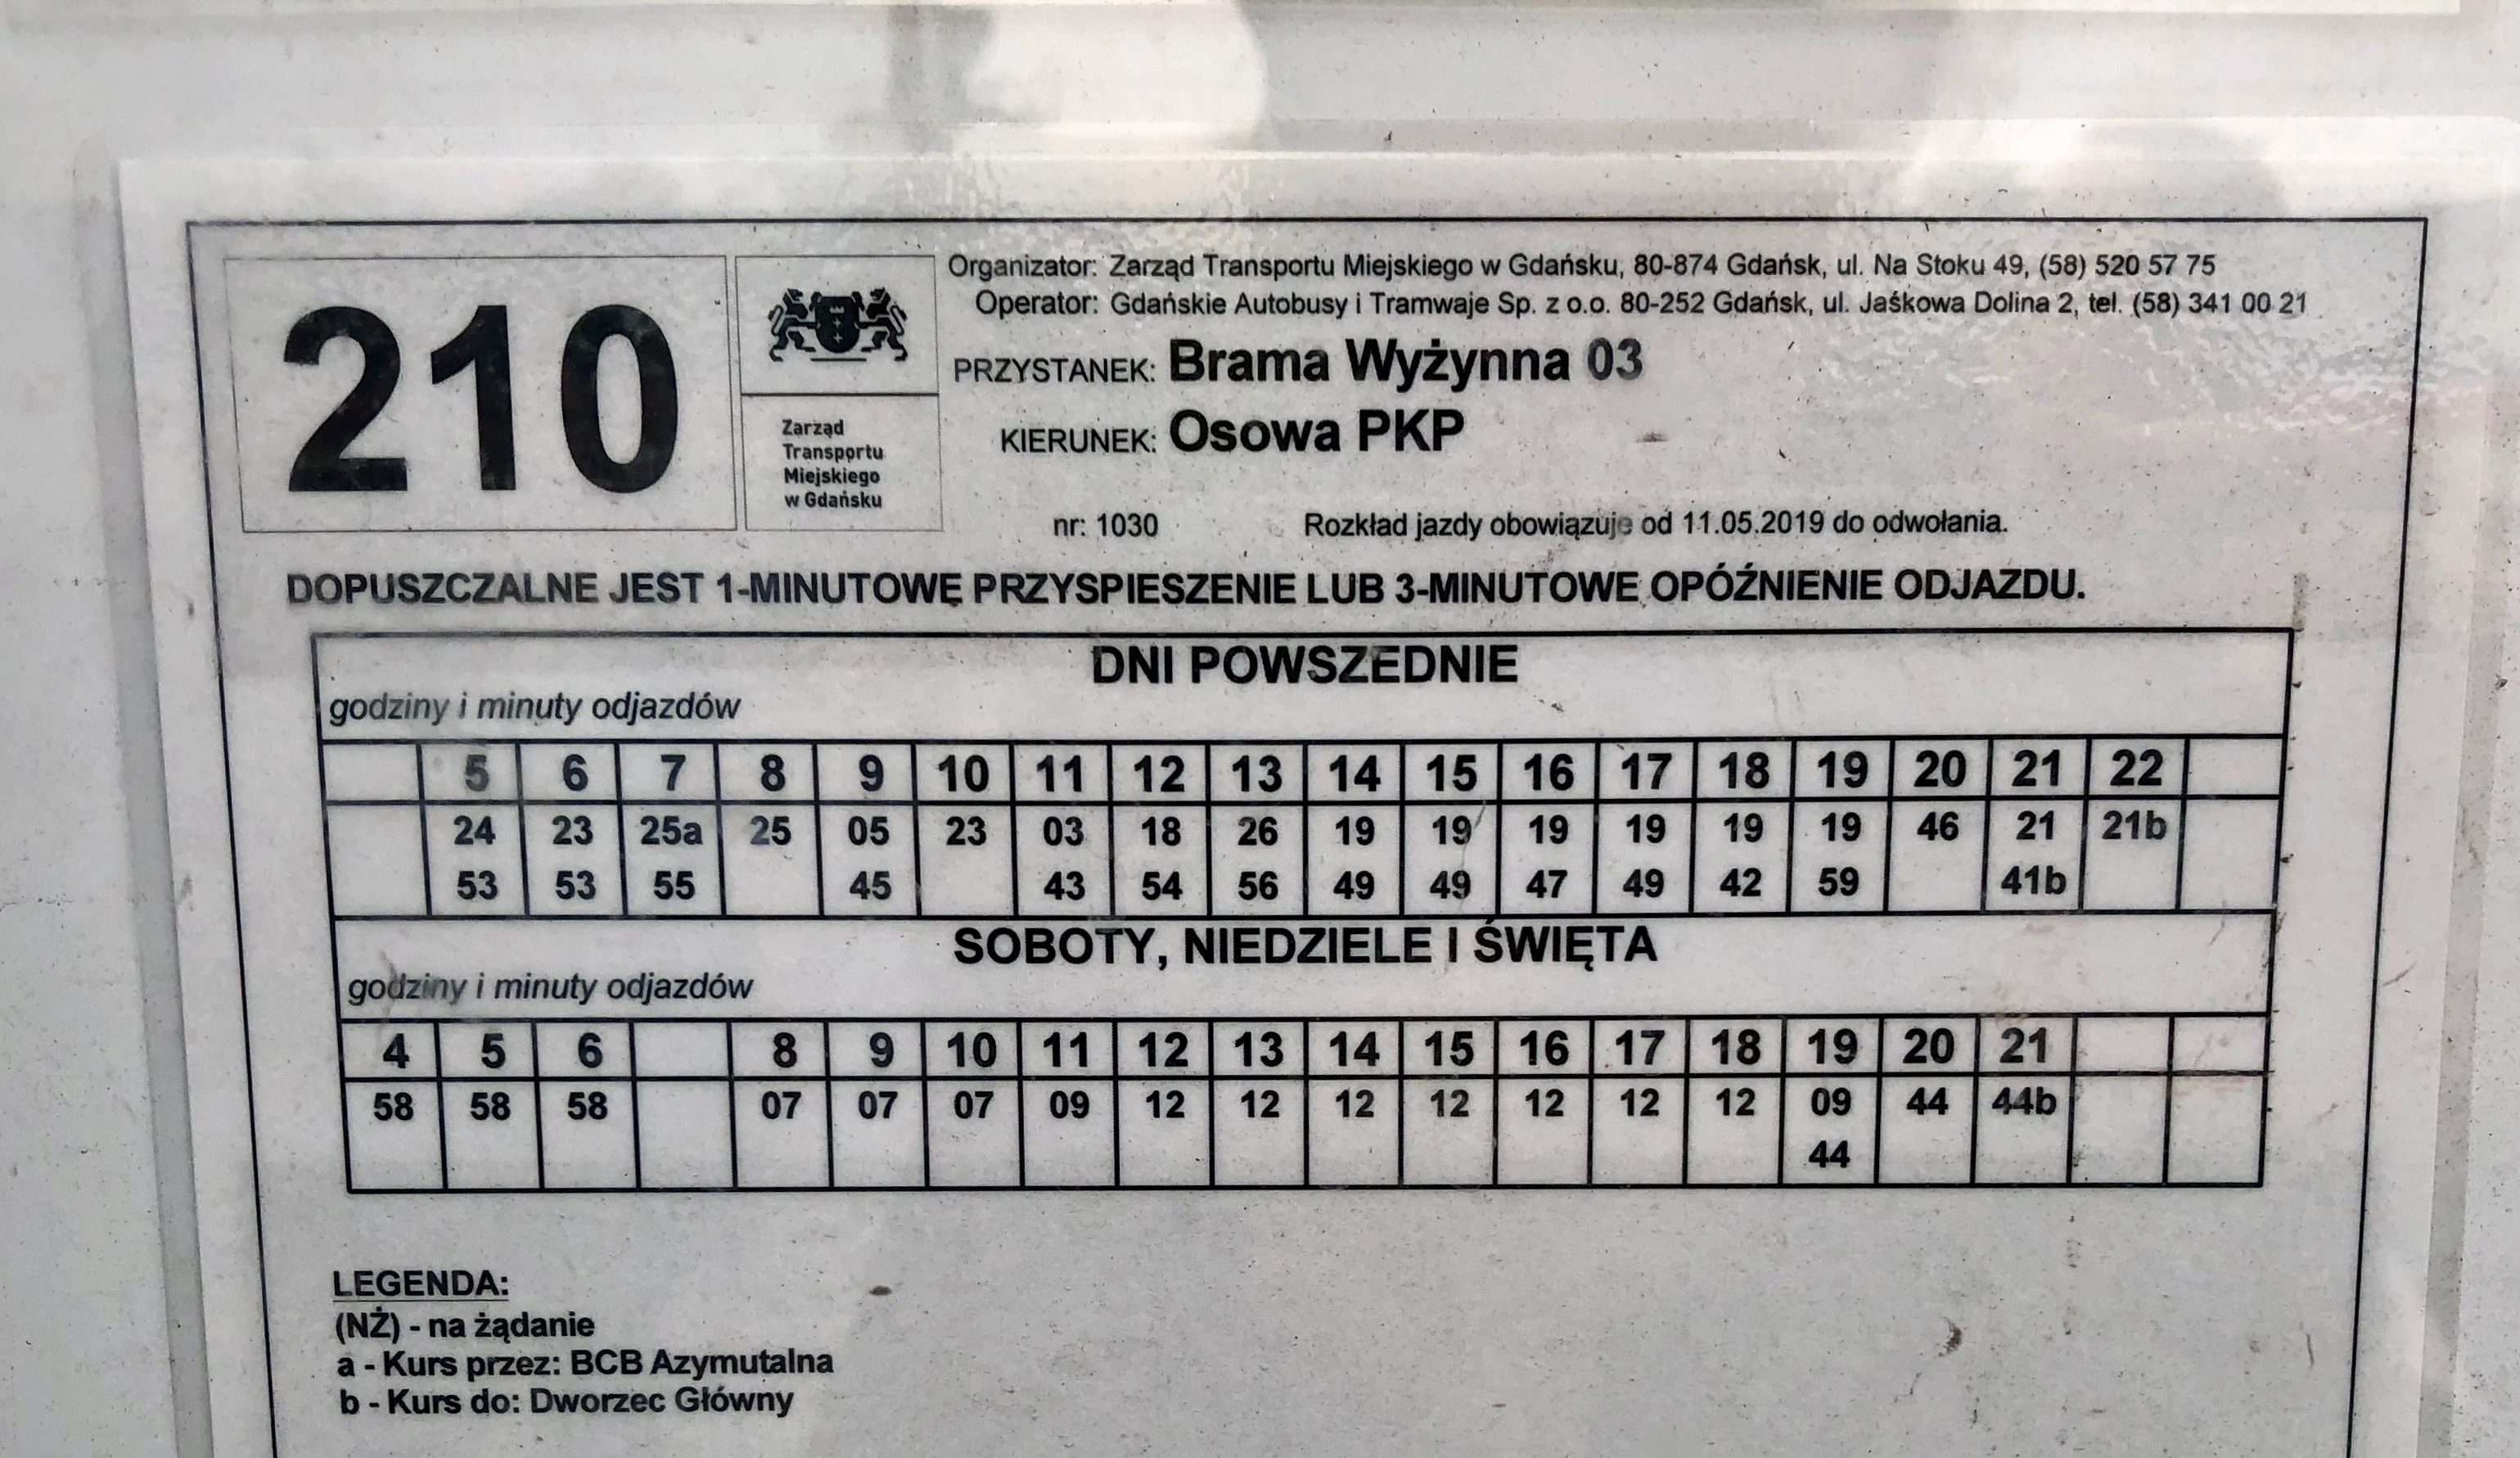 210
Zarząd
Transportu
Miejskiego
w Gdańsku
Organizator: Zarząd Transportu Miejskiego w Gdańsku, 80-874 Gdańsk, ul. Na Stoku 49, (58) 520 57 75
Operator: Gdańskie Autobusy i Tramwaje Sp. z o.o. 80-252 Gdańsk, ul. Jaśkowa Dolina 2, tel. (58) 341 00 21
PRZYSTANEK: Brama Wyżynna 03
KIERUNEK: Osowa PKP
nr: 1030 Rozkład jazdy obowiązuje od 11.05.2019 do odwołania.
DOPUSZCZALNE JEST 1-MINUTOWE PRZYSPIESZENIE LUB 3-MINUTOWE OPÓŹNIENIE ODJAZDU.
DNI POWSZEDNIE
godziny i minuty odjazdów
5 6 7 8 9 10 11 12 13 14 15 16 17 18 19 20 21 22
24 23 25a 25 05 23 03 18 26 19 19 19 19 19 19 46 21 21b
53 53 55 45 43 54 56 49 49 47 49 42 59 41b
SOBOTY, NIEDZIELE I ŚWIĘTA
godziny i minuty odjazdów
4 5 6 8 9 10 11 12 13 14 15 16 17 18 19 20 21
58 58 58 07 07 07 09 12 12 12 12 12 12 12 09 44 44b
44
LEGENDA:
(NŻ) - na żądanie
a - Kurs przez: BCB Azymutalna
b - Kurs do: Dworzec Główny